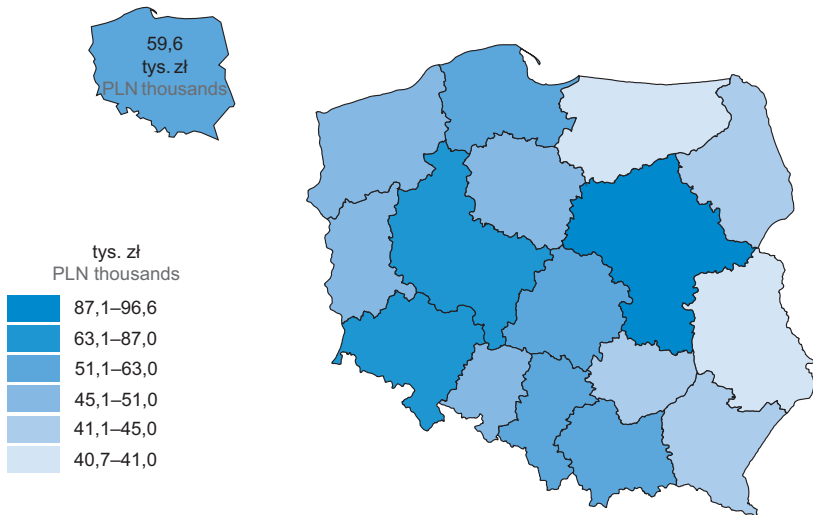 59,6
tys. zł
PLN thousands
tys. zł
PLN thousands
87,1–96,6
63,1–87,0
51,1–63,0
45,1–51,0
41,1–45,0
40,7–41,0